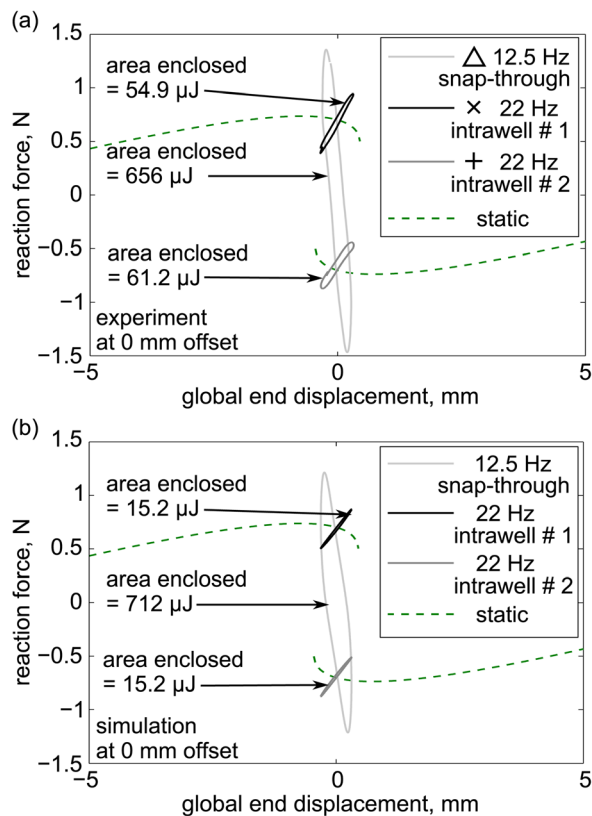 (a)
1.5
1
0.5
0
−0.5
−1
−1.5
reaction force, N
area enclosed
= 54.9 µJ
area enclosed
= 656 µJ
area enclosed
= 61.2 µJ
experiment
at 0 mm offset
△ 12.5 Hz
snap-through
× 22 Hz
intrawell # 1
+ 22 Hz
intrawell # 2
static
−5
0
5
global end displacement, mm
(b)
1.5
1
0.5
0
−0.5
−1
−1.5
reaction force, N
area enclosed
= 15.2 µJ
area enclosed
= 712 µJ
area enclosed
= 15.2 µJ
simulation
at 0 mm offset
12.5 Hz
snap-through
22 Hz
intrawell # 1
22 Hz
intrawell # 2
static
−5
0
5
global end displacement, mm